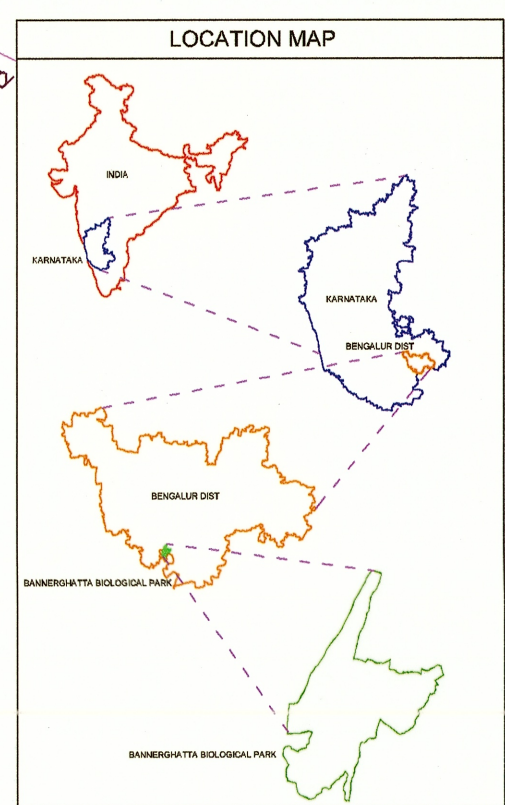 LOCATION MAP
INDIA
KARNATAKA
KARNATAKA
BENGALUR DIST
BENGALUR DIST
BANNERGHATTA BIOLOGICAL PARK
BANNERGHATTA BIOLOGICAL PARK